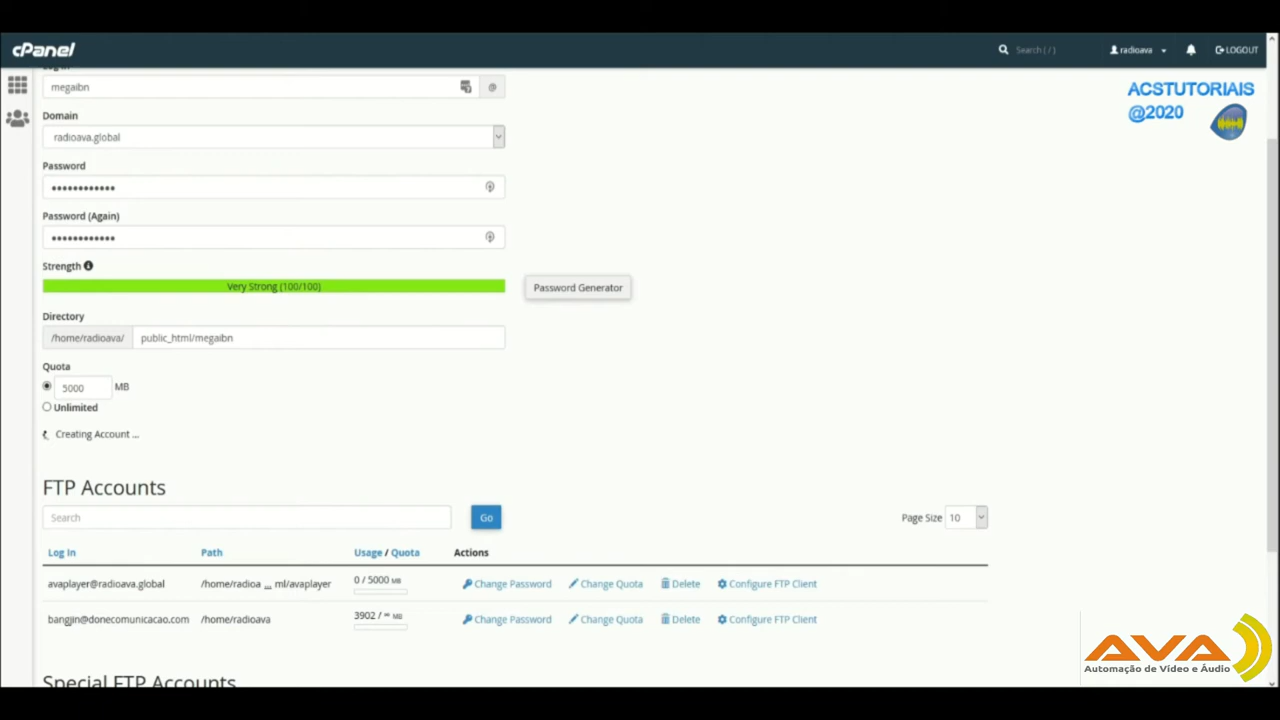 cPanel
Search ( / )
radioava
LOGOUT
ACSTUTORIAIS
@2020
Log In
megaibn
@
Domain
radioava.global
Password
••••••••••••
Password (Again)
••••••••••••
Strength
Very Strong (100/100)
Password Generator
Directory
/home/radioava/ public_html/megaibn
Quota
5000 MB
Unlimited
Creating Account ...
FTP Accounts
Search
Go
Page Size 10
Log In Path Usage / Quota Actions
avaplayer@radioava.global /home/radioa ... ml/avaplayer 0 / 5000 MB Change Password Change Quota Delete Configure FTP Client
bangjin@donecomunicacao.com /home/radioava 3902 / ∞ MB Change Password Change Quota Delete Configure FTP Client
Special FTP Accounts
AVA
Automação de Vídeo e Áudio